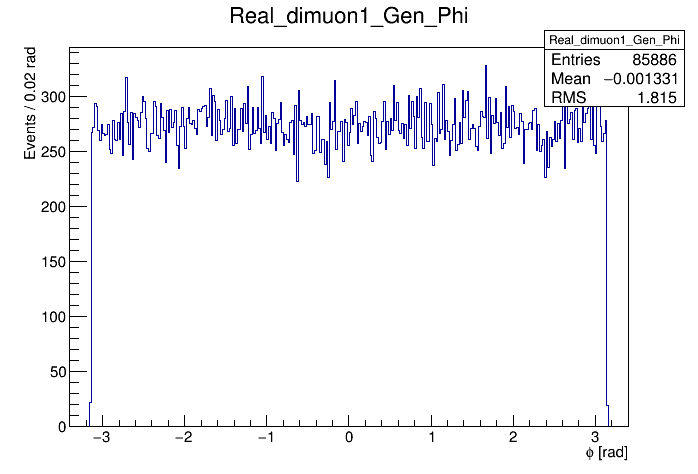 Real_dimuon1_Gen_Phi
Real_dimuon1_Gen_Phi
Entries 85886
Mean −0.001331
RMS 1.815
Events / 0.02 rad
300
250
200
150
100
50
0
−3 −2 −1 0 1 2 3
ϕ [rad]